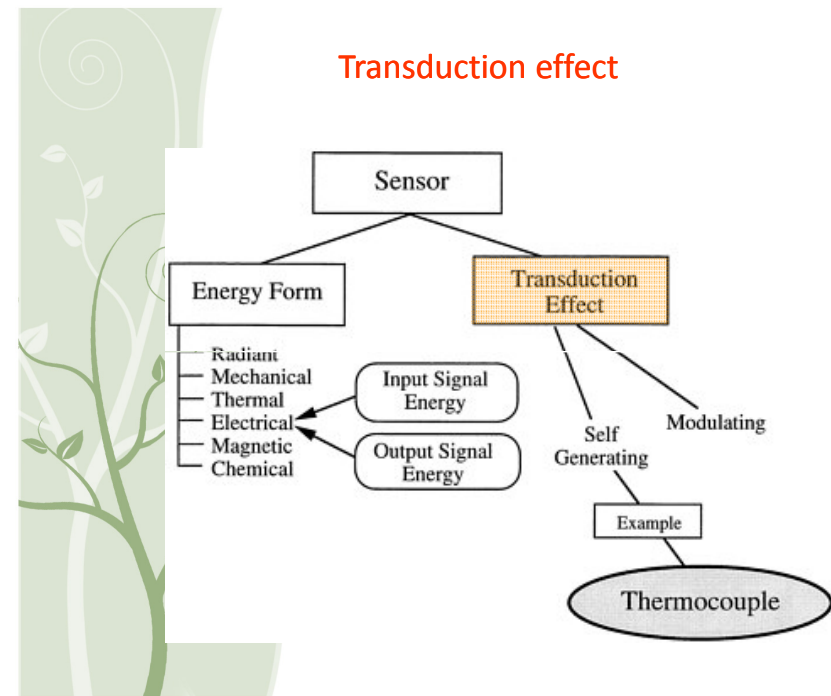 Transduction effect
Sensor
Energy Form
Transduction
Effect
Radiant
Mechanical
Thermal
Electrical
Magnetic
Chemical
Input Signal
Energy
Output Signal
Energy
Self
Generating
Modulating
Example
Thermocouple